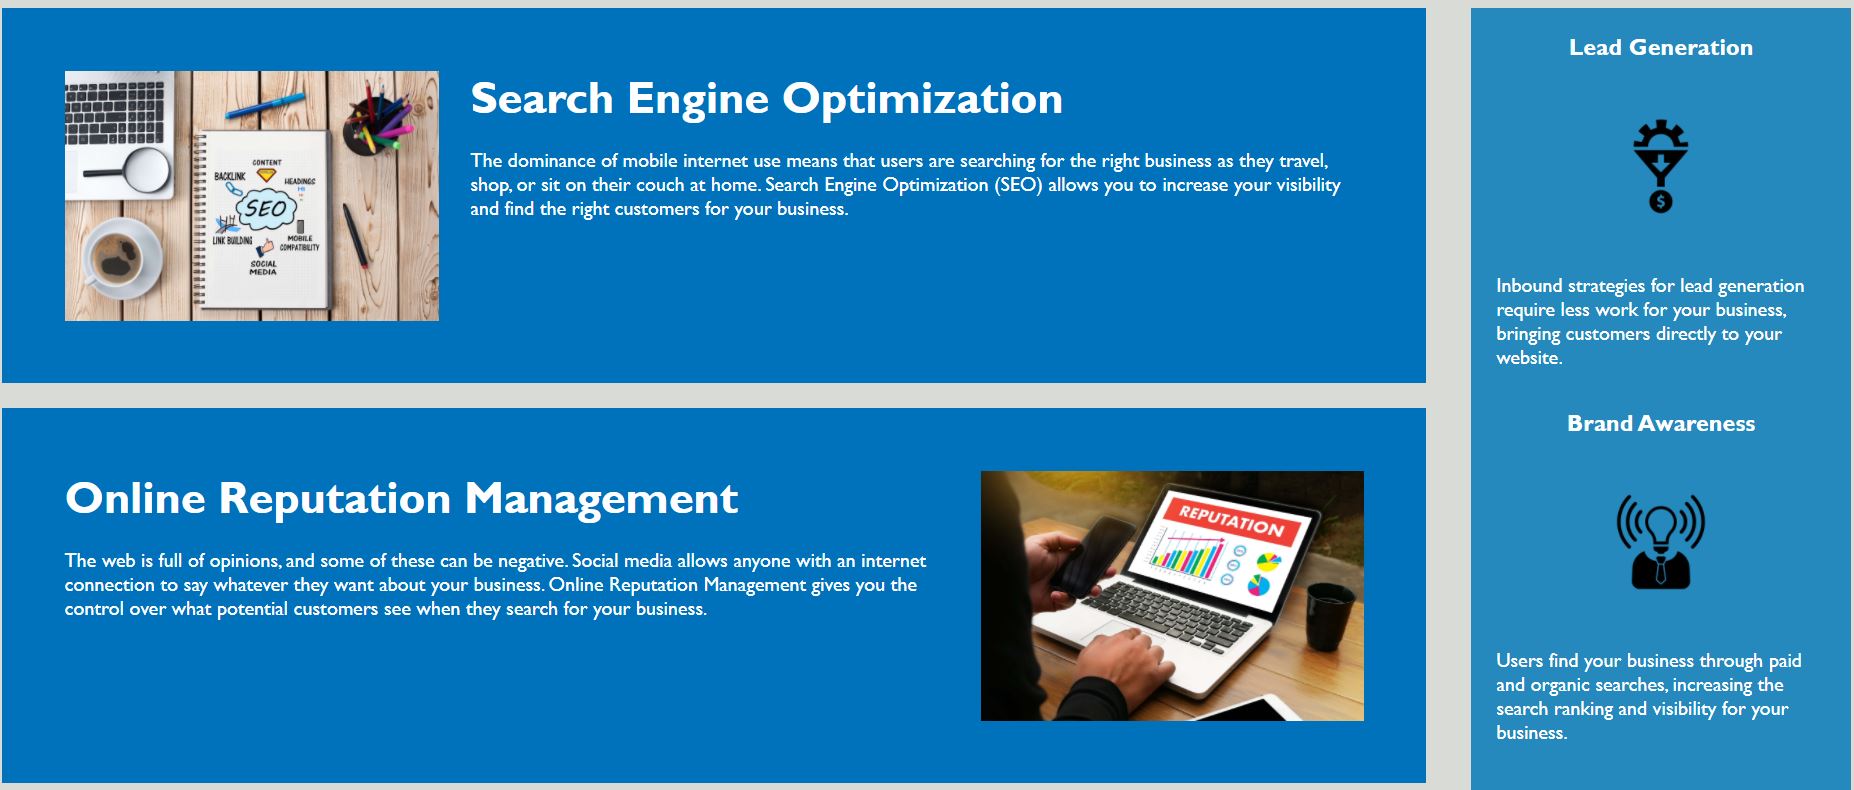 Search Engine Optimization
The dominance of mobile internet use means that users are searching for the right business as they travel,
shop, or sit on their couch at home. Search Engine Optimization (SEO) allows you to increase your visibility
and find the right customers for your business.
CONTENT
BACKLINK
HEADINGS
SEO
LINK BUILDING
MOBILE
COMPATIBILITY
SOCIAL
MEDIA
Online Reputation Management
The web is full of opinions, and some of these can be negative. Social media allows anyone with an internet
connection to say whatever they want about your business. Online Reputation Management gives you the
control over what potential customers see when they search for your business.
REPUTATION
Lead Generation
$
Inbound strategies for lead generation
require less work for your business,
bringing customers directly to your
website.
Brand Awareness
Users find your business through paid
and organic searches, increasing the
search ranking and visibility for your
business.